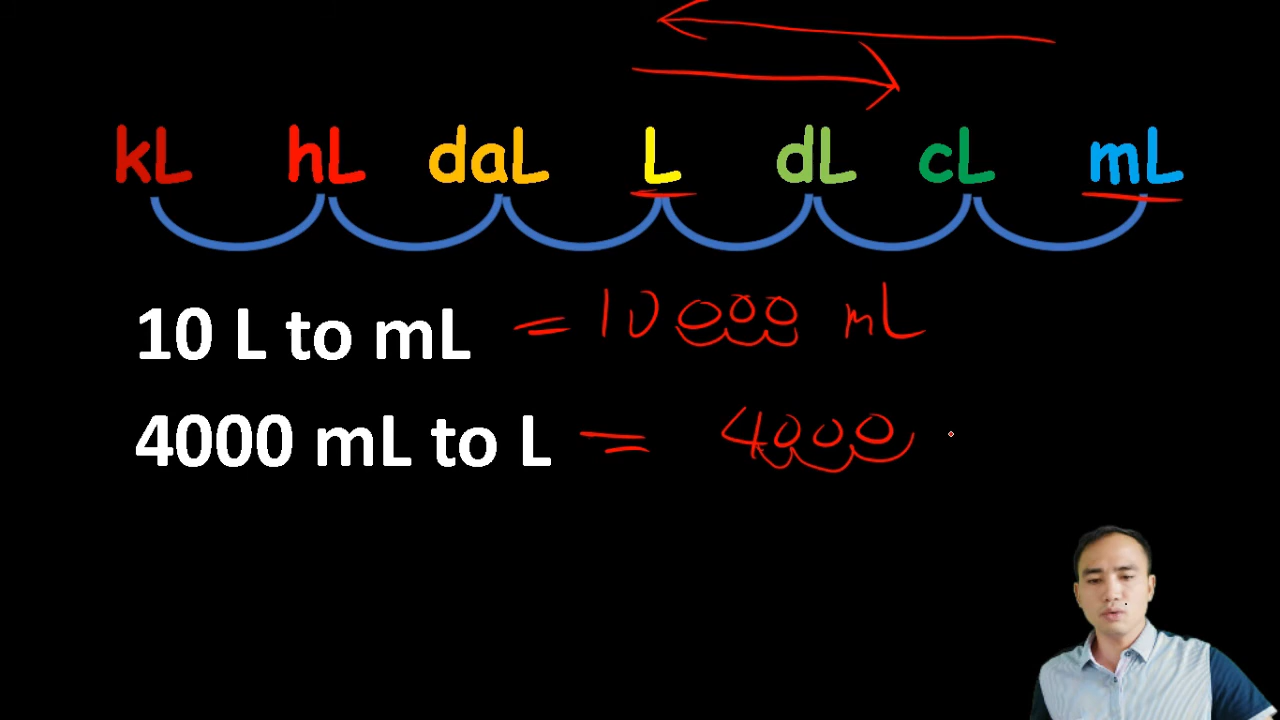 kL hL daL L dL cL mL
10 L to mL = 10000 mL
4000 mL to L = 4000